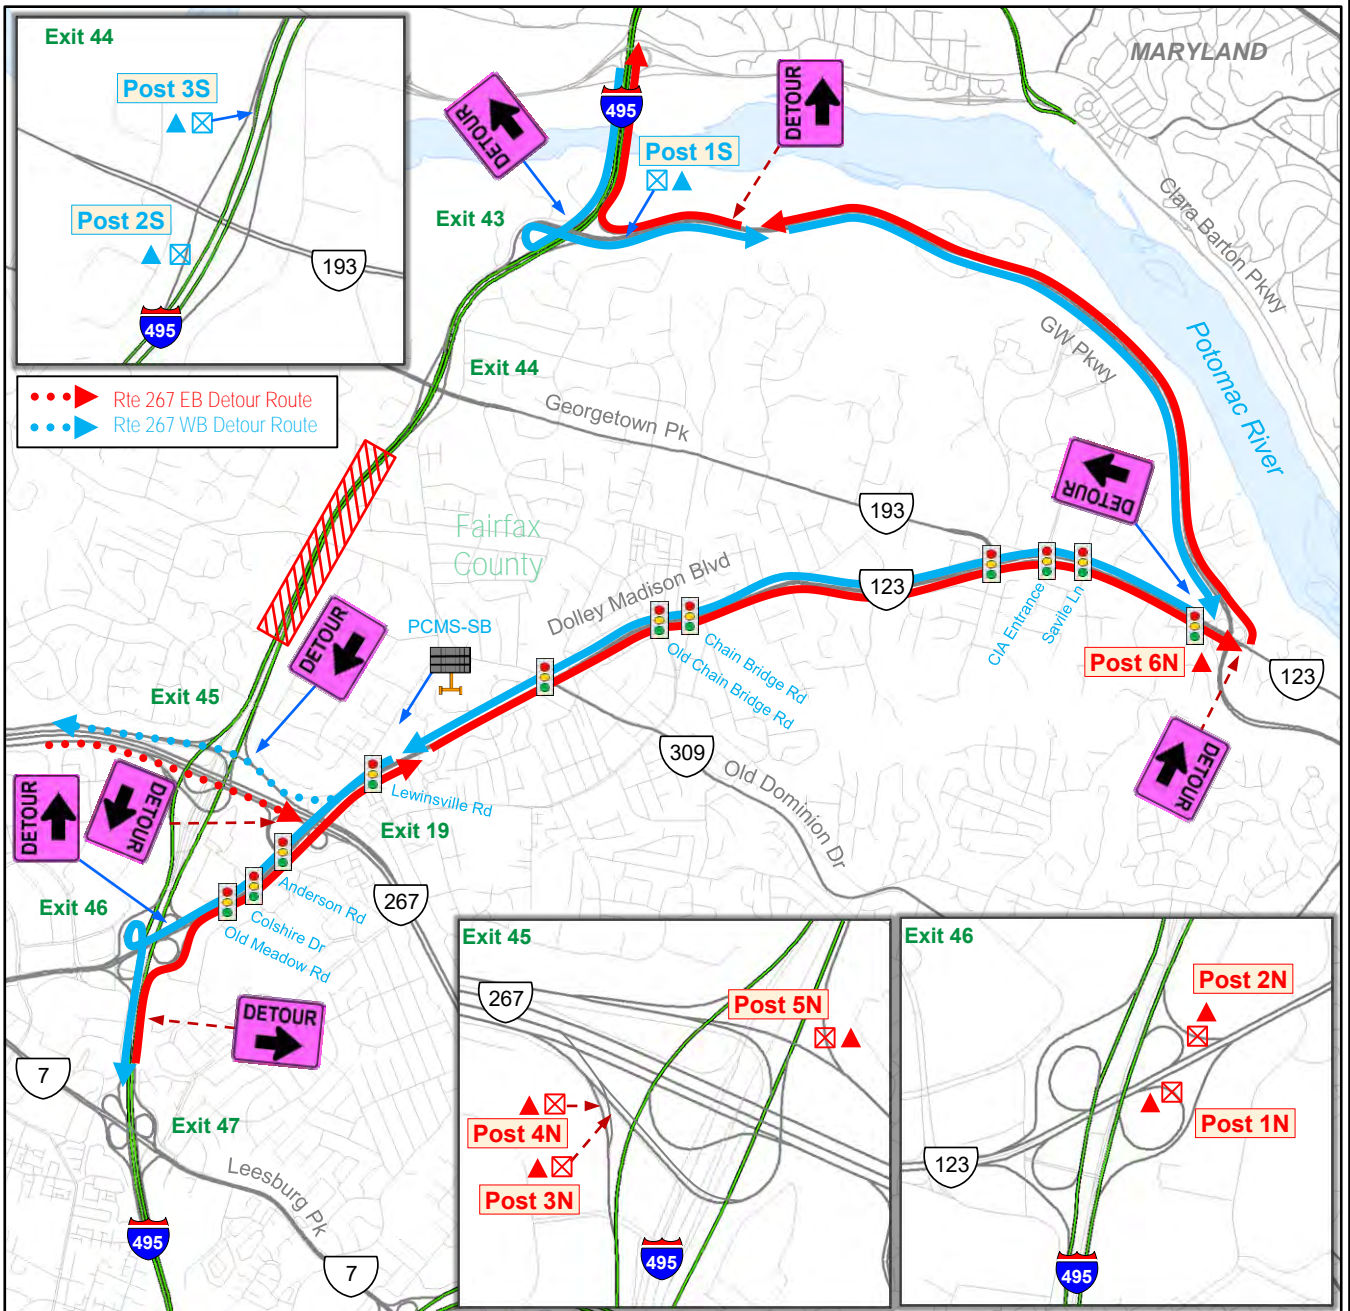 Exit 44
Post 3S
Post 2S
193
495
MARYLAND
DETOUR
DETOUR
495
Post 1S
Exit 43
Clara Barton Pkwy
GW Pkwy
Potomac River
Exit 44
Rte 267 EB Detour Route
Rte 267 WB Detour Route
Georgetown Pk
193
DETOUR
Fairfax
County
Dolley Madison Blvd
123
CIA Entrance
Savile Ln
Chain Bridge Rd
Old Chain Bridge Rd
Post 6N
123
DETOUR
PCMS-SB
DETOUR
Exit 45
309
Old Dominion Dr
DETOUR
DETOUR
Lewinsville Rd
Exit 19
Anderson Rd
Colshire Dr
Old Meadow Rd
267
Exit 46
DETOUR
7
Exit 47
Leesburg Pk
495
7
Exit 45
267
Post 5N
Post 4N
Post 3N
495
Exit 46
Post 2N
Post 1N
123
495